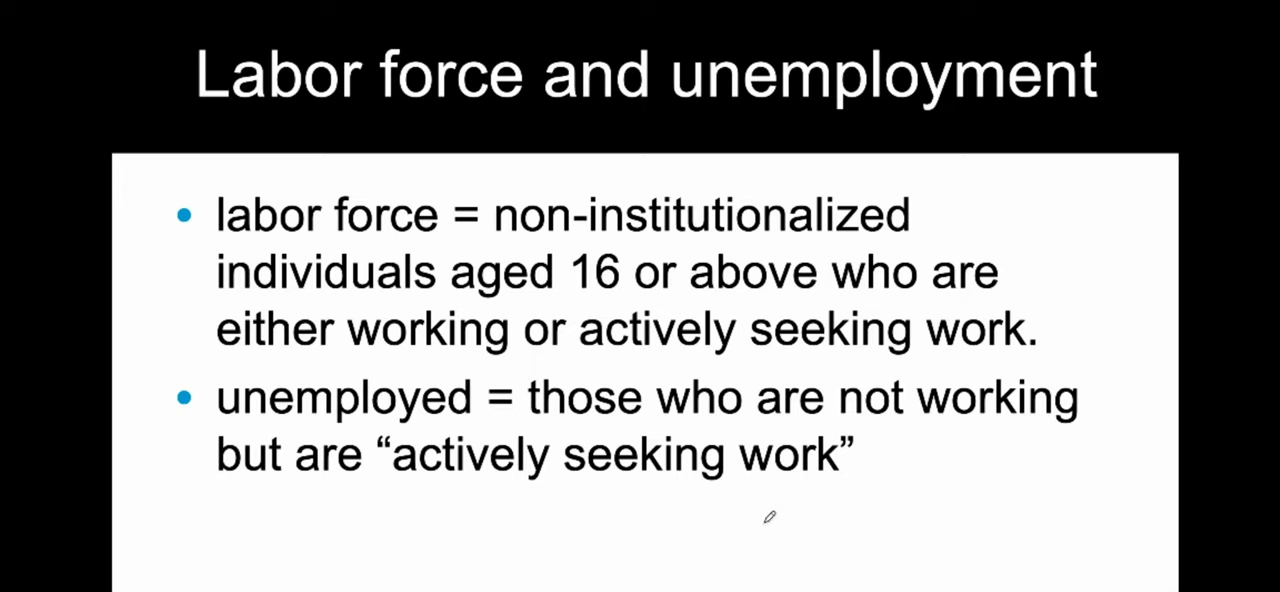 Labor force and unemployment
• labor force = non-institutionalized
individuals aged 16 or above who are
either working or actively seeking work.
• unemployed = those who are not working
but are “actively seeking work”